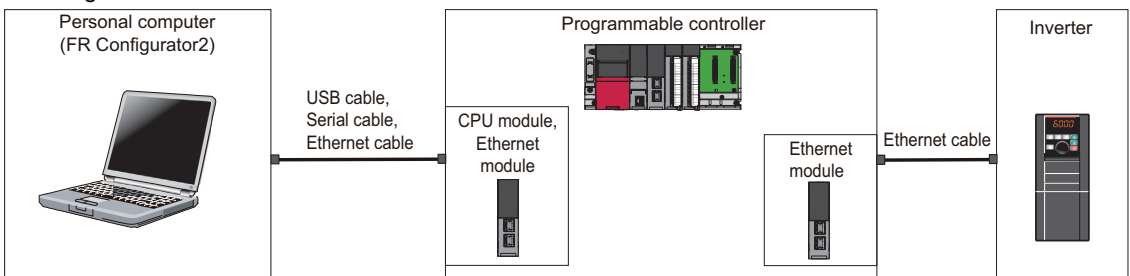 Personal computer
(FR Configurator2)
USB cable,
Serial cable,
Ethernet cable
Programmable controller
CPU module,
Ethernet
module
Ethernet
module
Ethernet cable
Inverter
6000